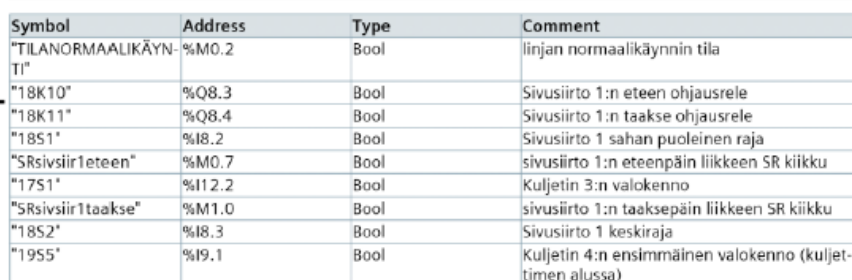 Symbol Address Type Comment
"TILANORMAALIKÄYN- %M0.2 Bool linjan normaalikäynnin tila
TI"
"18K10" %Q8.3 Bool Sivusiirto 1:n eteen ohjausrele
"18K11" %Q8.4 Bool Sivusiirto 1:n taakse ohjausrele
"18S1" %I8.2 Bool Sivusiirto 1 sahan puoleinen raja
"SRsivsiir1eteen" %M0.7 Bool sivusiirto 1:n eteenpäin liikkeen SR kiikku
"17S1" %I12.2 Bool Kuljetin 3:n valokenno
"SRsivsiir1taakse" %M1.0 Bool sivusiirto 1:n taaksepäin liikkeen SR kiikku
"18S2" %I8.3 Bool Sivusiirto 1 keskiraja
"19S5" %I9.1 Bool Kuljetin 4:n ensimmäinen valokenno (kuljet-
timen alussa)